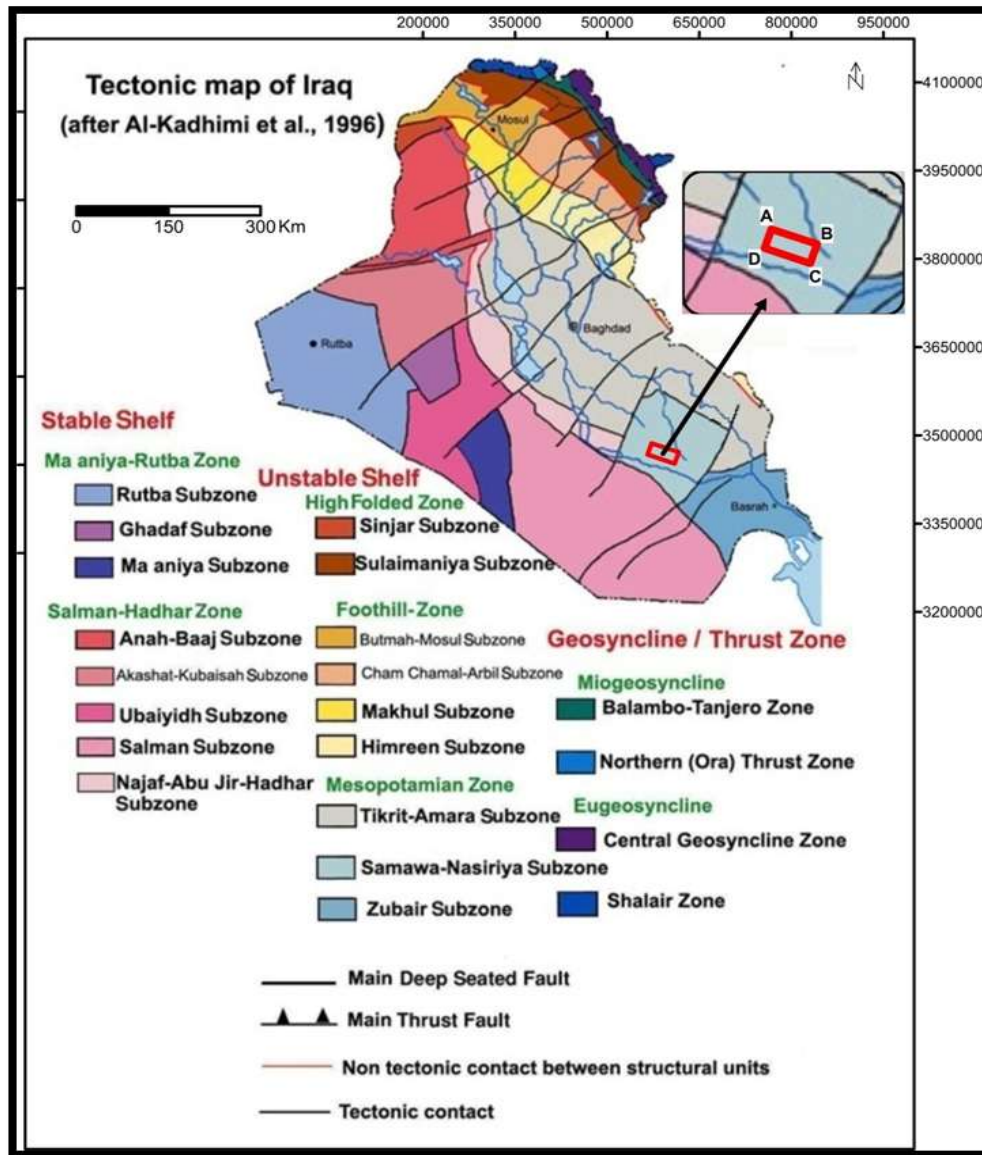 200000 350000 500000 650000 800000 950000
Tectonic map of Iraq
(after Al-Kadhimi et al., 1996)
N
4100000
3950000
3800000
3650000
3500000
3350000
3200000
0 150 300 Km
Mosul
Baghdad
Rutba
Basrah
A
B
C
D
Stable Shelf
Ma aniya-Rutba Zone
Rutba Subzone
Ghadaf Subzone
Ma aniya Subzone
Salman-Hadhar Zone
Anah-Baaj Subzone
Akashat-Kubaisah Subzone
Ubaiyidh Subzone
Salman Subzone
Najaf-Abu Jir-Hadhar
Subzone
Unstable Shelf
High Folded Zone
Sinjar Subzone
Sulaimaniya Subzone
Foothill-Zone
Butmah-Mosul Subzone
Cham Chamal-Arbil Subzone
Makhul Subzone
Himreen Subzone
Mesopotamian Zone
Tikrit-Amara Subzone
Samawa-Nasiriya Subzone
Zubair Subzone
Geosyncline / Thrust Zone
Miogeosyncline
Balambo-Tanjero Zone
Northern (Ora) Thrust Zone
Eugeosyncline
Central Geosyncline Zone
Shalair Zone
Main Deep Seated Fault
Main Thrust Fault
Non tectonic contact between structural units
Tectonic contact